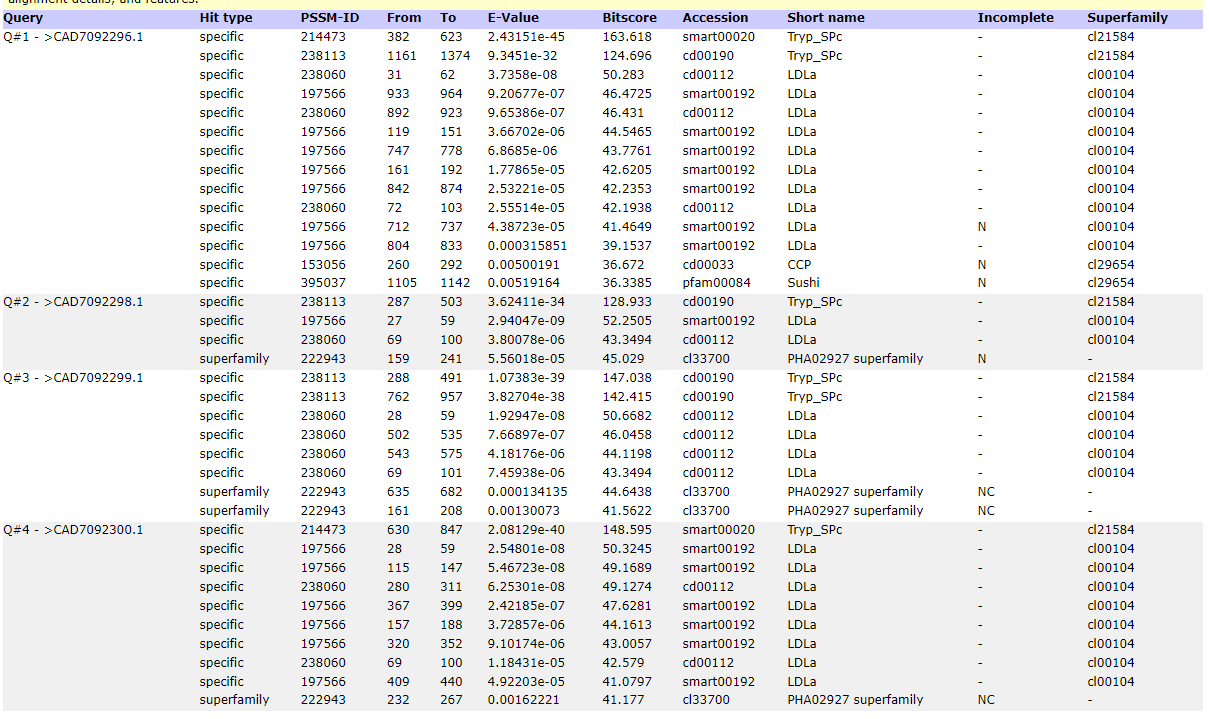 alignment details, and features.
Query Hit type PSSM-ID From To E-Value Bitscore Accession Short name Incomplete Superfamily
Q#1 - >CAD7092296.1 specific 214473 382 623 2.43151e-45 163.618 smart00020 Tryp_SPc - cl21584
specific 238113 1161 1374 9.3451e-32 124.696 cd00190 Tryp_SPc - cl21584
specific 238060 31 62 3.7358e-08 50.283 cd00112 LDLa - cl00104
specific 197566 933 964 9.20677e-07 46.4725 smart00192 LDLa - cl00104
specific 238060 892 923 9.65386e-07 46.431 cd00112 LDLa - cl00104
specific 197566 119 151 3.66702e-06 44.5465 smart00192 LDLa - cl00104
specific 197566 747 778 6.8685e-06 43.7761 smart00192 LDLa - cl00104
specific 197566 161 192 1.77865e-05 42.6205 smart00192 LDLa - cl00104
specific 197566 842 874 2.53221e-05 42.2353 smart00192 LDLa - cl00104
specific 238060 72 103 2.55514e-05 42.1938 cd00112 LDLa - cl00104
specific 197566 712 737 4.38723e-05 41.4649 smart00192 LDLa N cl00104
specific 197566 804 833 0.000315851 39.1537 smart00192 LDLa - cl00104
specific 153056 260 292 0.00500191 36.672 cd00033 CCP N cl29654
specific 395037 1105 1142 0.00519164 36.3385 pfam00084 Sushi N cl29654
Q#2 - >CAD7092298.1 specific 238113 287 503 3.62411e-34 128.933 cd00190 Tryp_SPc - cl21584
specific 197566 27 59 2.94047e-09 52.2505 smart00192 LDLa - cl00104
specific 238060 69 100 3.80078e-06 43.3494 cd00112 LDLa - cl00104
superfamily 222943 159 241 5.56018e-05 45.029 cl33700 PHA02927 superfamily N -
Q#3 - >CAD7092299.1 specific 238113 288 491 1.07383e-39 147.038 cd00190 Tryp_SPc - cl21584
specific 238113 762 957 3.82704e-38 142.415 cd00190 Tryp_SPc - cl21584
specific 238060 28 59 1.92947e-08 50.6682 cd00112 LDLa - cl00104
specific 238060 502 535 7.66897e-07 46.0458 cd00112 LDLa - cl00104
specific 238060 543 575 4.18176e-06 44.1198 cd00112 LDLa - cl00104
specific 238060 69 101 7.45938e-06 43.3494 cd00112 LDLa - cl00104
superfamily 222943 635 682 0.000134135 44.6438 cl33700 PHA02927 superfamily NC -
superfamily 222943 161 208 0.00130073 41.5622 cl33700 PHA02927 superfamily NC -
Q#4 - >CAD7092300.1 specific 214473 630 847 2.08129e-40 148.595 smart00020 Tryp_SPc - cl21584
specific 197566 28 59 2.54801e-08 50.3245 smart00192 LDLa - cl00104
specific 197566 115 147 5.46723e-08 49.1689 smart00192 LDLa - cl00104
specific 238060 280 311 6.25301e-08 49.1274 cd00112 LDLa - cl00104
specific 197566 367 399 2.42185e-07 47.6281 smart00192 LDLa - cl00104
specific 197566 157 188 3.72857e-06 44.1613 smart00192 LDLa - cl00104
specific 197566 320 352 9.10174e-06 43.0057 smart00192 LDLa - cl00104
specific 238060 69 100 1.18431e-05 42.579 cd00112 LDLa - cl00104
specific 197566 409 440 4.92203e-05 41.0797 smart00192 LDLa - cl00104
superfamily 222943 232 267 0.00162221 41.177 cl33700 PHA02927 superfamily NC -